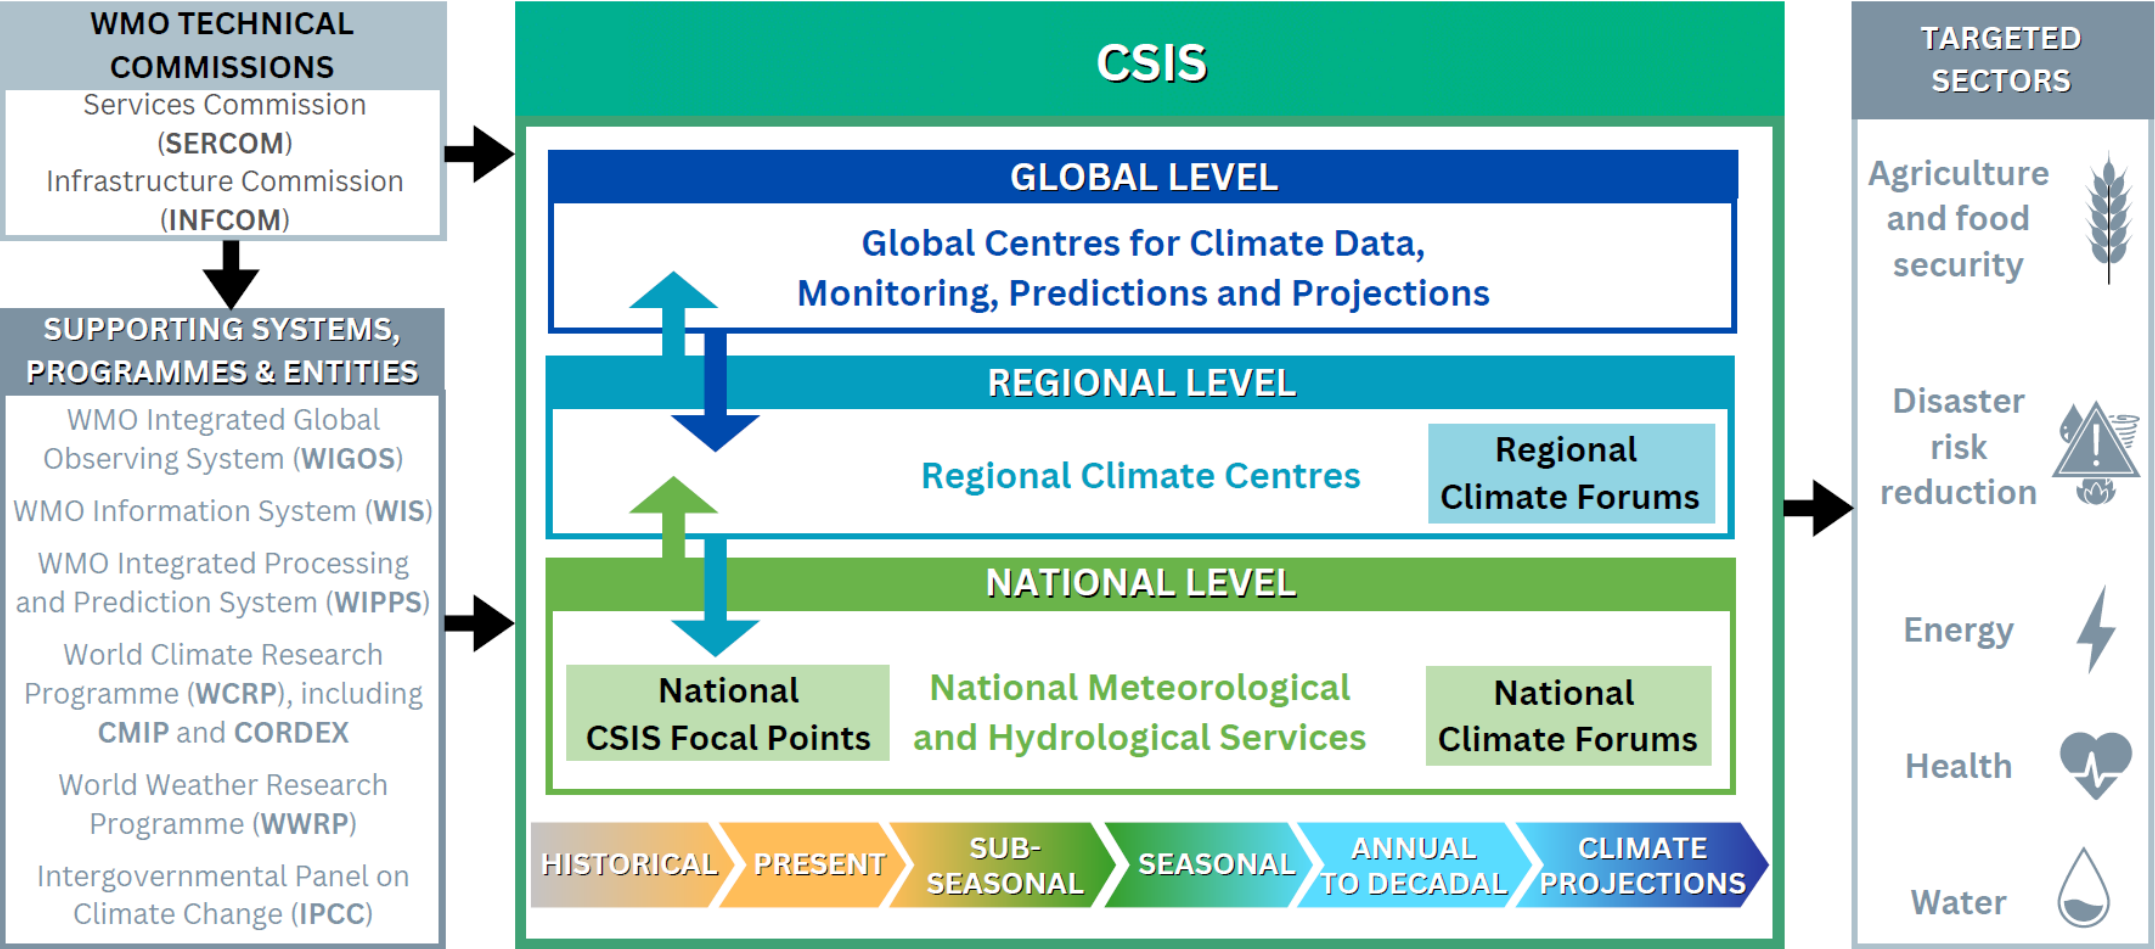 WMO TECHNICAL
COMMISSIONS
Services Commission
(SERCOM)
Infrastructure Commission
(INFCOM)
SUPPORTING SYSTEMS,
PROGRAMMES & ENTITIES
WMO Integrated Global
Observing System (WIGOS)
WMO Information System (WIS)
WMO Integrated Processing
and Prediction System (WIPPS)
World Climate Research
Programme (WCRP), including
CMIP and CORDEX
World Weather Research
Programme (WWRP)
Intergovernmental Panel on
Climate Change (IPCC)
CSIS
GLOBAL LEVEL
Global Centres for Climate Data,
Monitoring, Predictions and Projections
REGIONAL LEVEL
Regional Climate Centres
Regional
Climate Forums
NATIONAL LEVEL
National
CSIS Focal Points
National Meteorological
and Hydrological Services
National
Climate Forums
HISTORICAL
PRESENT
SUB-
SEASONAL
SEASONAL
ANNUAL
TO DECADAL
CLIMATE
PROJECTIONS
TARGETED
SECTORS
Agriculture
and food
security
Disaster
risk
reduction
Energy
Health
Water